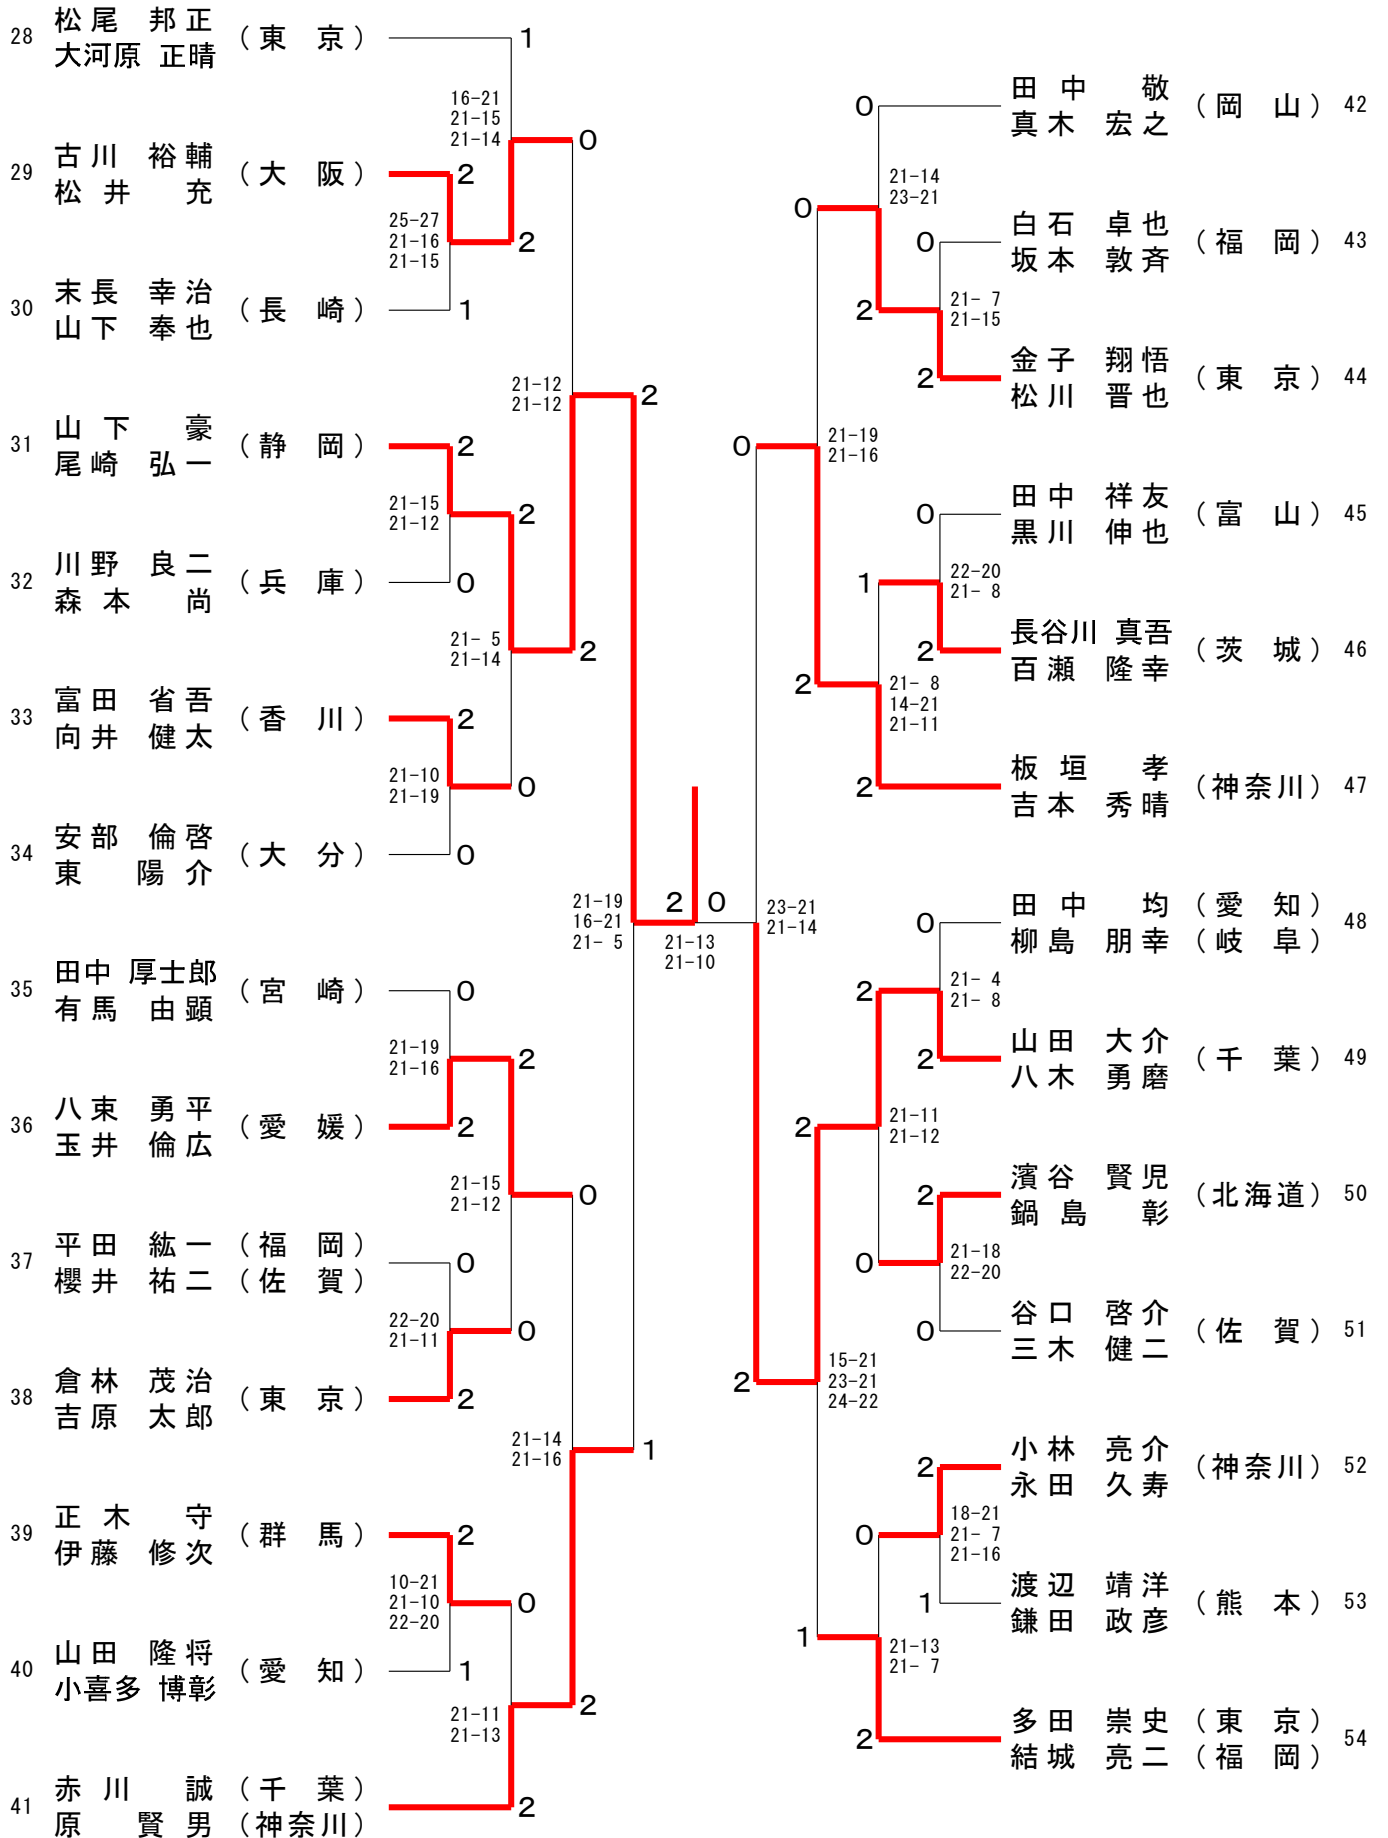 28 松尾 邦正 (東 京)
大河原 正晴
1
16-21
21-15
21-14
0
29 古川 裕輔 (大 阪)
松井 充
2
25-27
21-16
21-15
2
30 末長 幸治 (長 崎)
山下 奉也
1
21-12
21-12
2
31 山下 豪 (静 岡)
尾崎 弘一
2
21-15
21-12
2
32 川野 良二 (兵 庫)
森本 尚
0
21- 5
21-14
2
33 富田 省吾 (香 川)
向井 健太
2
21-10
21-19
0
34 安部 倫啓 (大 分)
東 陽介
0
21-19
16-21
21- 5
2 0
21-13
21-10
35 田中 厚士郎 (宮 崎)
有馬 由顕
0
21-19
21-16
2
36 八束 勇平 (愛 媛)
玉井 倫広
2
21-15
21-12
0
37 平田 紘一 (福 岡)
櫻井 祐二 (佐 賀)
0
22-20
21-11
0
38 倉林 茂治 (東 京)
吉原 太郎
2
21-14
21-16
1
39 正木 守 (群 馬)
伊藤 修次
2
10-21
21-10
22-20
0
40 山田 隆将 (愛 知)
小喜多 博彰
1
21-11
21-13
2
41 赤川 誠 (千 葉)
原 賢男 (神奈川)
2
0
田中 敬 (岡 山) 42
真木 宏之
21-14
23-21
0
0
白石 卓也 (福 岡) 43
坂本 敦斉
2
21- 7
21-15
2
金子 翔悟 (東 京) 44
松川 晋也
0
21-19
21-16
0
田中 祥友 (富 山) 45
黒川 伸也
1
22-20
21- 8
2
長谷川 真吾 (茨 城) 46
百瀬 隆幸
2
21- 8
14-21
21-11
2
板垣 孝 (神奈川) 47
吉本 秀晴
23-21
21-14
0
田中 均 (愛 知) 48
柳島 朋幸 (岐 阜)
2
21- 4
21- 8
2
山田 大介 (千 葉) 49
八木 勇磨
2
21-11
21-12
2
濱谷 賢児 (北海道) 50
鍋島 彰
0
21-18
22-20
0
谷口 啓介 (佐 賀) 51
三木 健二
2
15-21
23-21
24-22
2
小林 亮介 (神奈川) 52
永田 久寿
0
18-21
21- 7
21-16
1
渡辺 靖洋 (熊 本) 53
鎌田 政彦
1
21-13
21- 7
2
多田 崇史 (東 京) 54
結城 亮二 (福 岡)